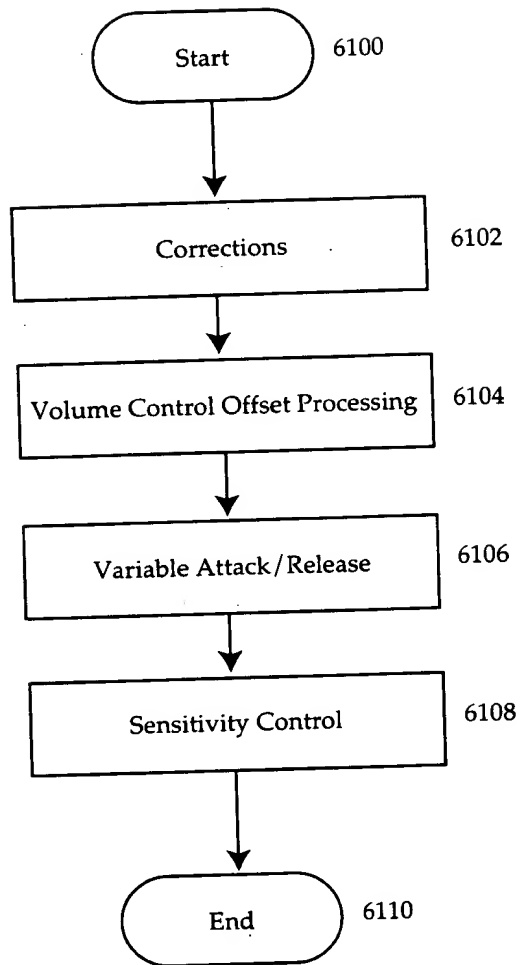 Start 6100
Corrections 6102
Volume Control Offset Processing 6104
Variable Attack/Release 6106
Sensitivity Control 6108
End 6110